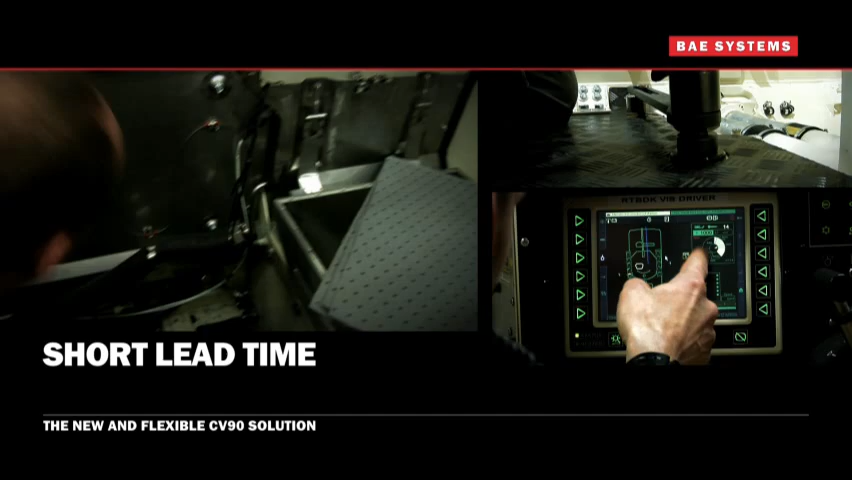 BAE SYSTEMS
SHORT LEAD TIME
THE NEW AND FLEXIBLE CV90 SOLUTION